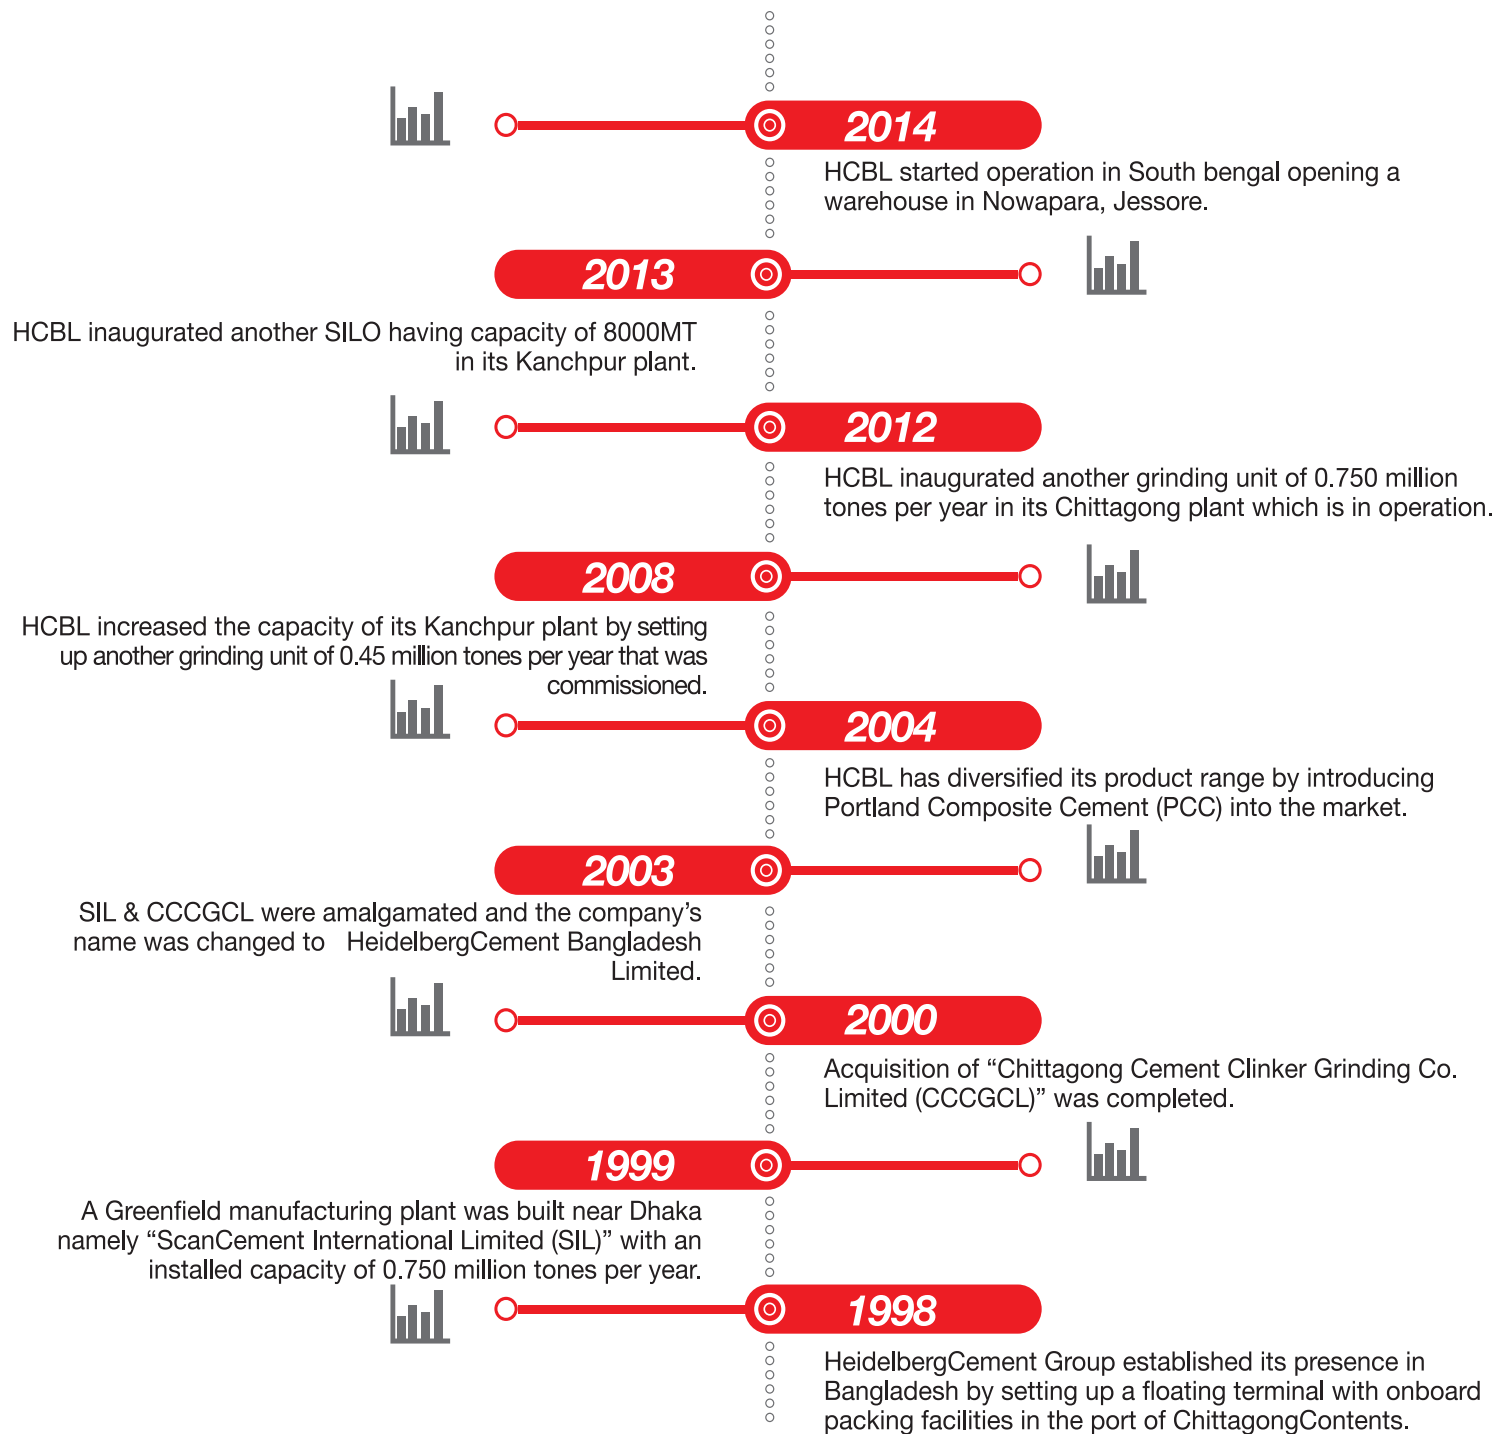 2014
HCBL started operation in South bengal opening a
warehouse in Nowapara, Jessore.
2013
HCBL inaugurated another SILO having capacity of 8000MT
in its Kanchpur plant.
2012
HCBL inaugurated another grinding unit of 0.750 million
tones per year in its Chittagong plant which is in operation.
2008
HCBL increased the capacity of its Kanchpur plant by setting
up another grinding unit of 0.45 million tones per year that was
commissioned.
2004
HCBL has diversified its product range by introducing
Portland Composite Cement (PCC) into the market.
2003
SIL & CCCGCL were amalgamated and the company’s
name was changed to HeidelbergCement Bangladesh
Limited.
2000
Acquisition of “Chittagong Cement Clinker Grinding Co.
Limited (CCCGCL)” was completed.
1999
A Greenfield manufacturing plant was built near Dhaka
namely “ScanCement International Limited (SIL)” with an
installed capacity of 0.750 million tones per year.
1998
HeidelbergCement Group established its presence in
Bangladesh by setting up a floating terminal with onboard
packing facilities in the port of ChittagongContents.